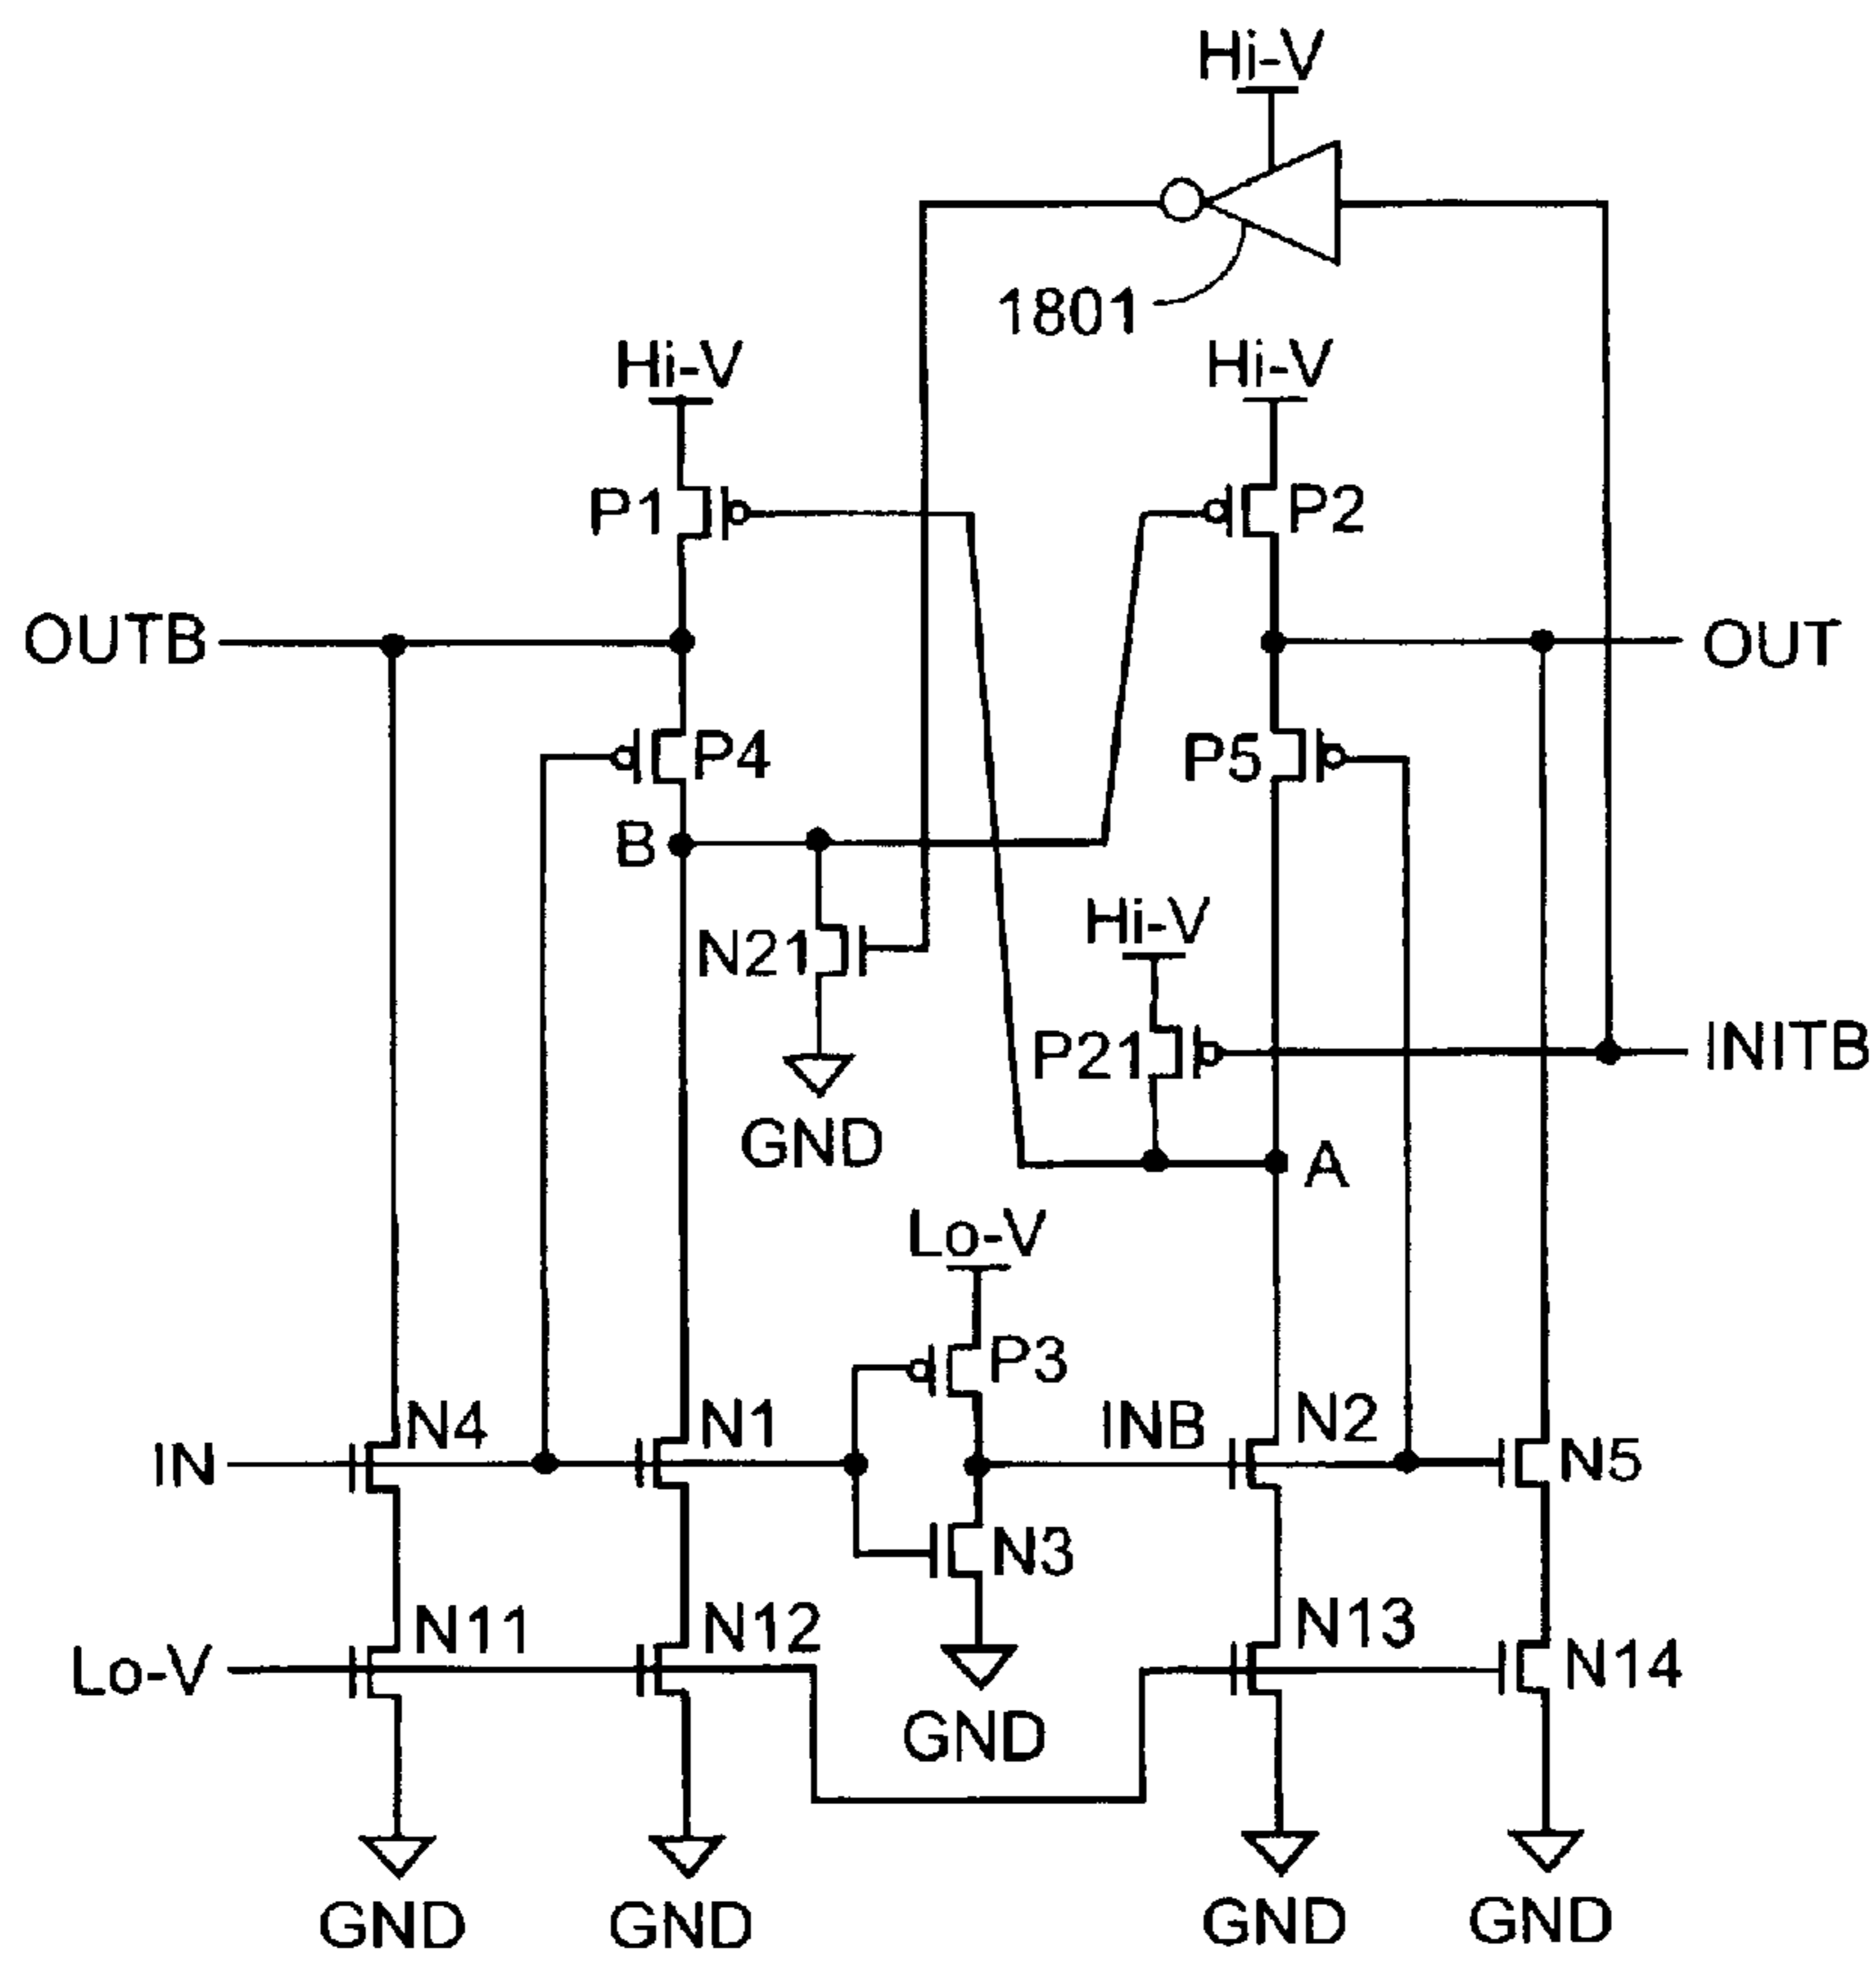 Hi-V
1801
Hi-V
Hi-V
P1
P2
OUTB
OUT
P4
P5
B
Hi-V
N21
P21
INITB
GND
A
Lo-V
P3
N4
N1
INB
N2
IN
N5
N3
N11
N12
N13
Lo-V
N14
GND
GND
GND
GND
GND